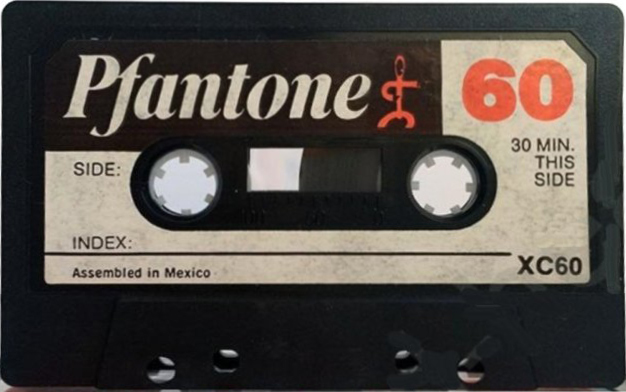 Pfantone
60
30 MIN.
THIS
SIDE
SIDE:
INDEX:
XC60
Assembled in Mexico